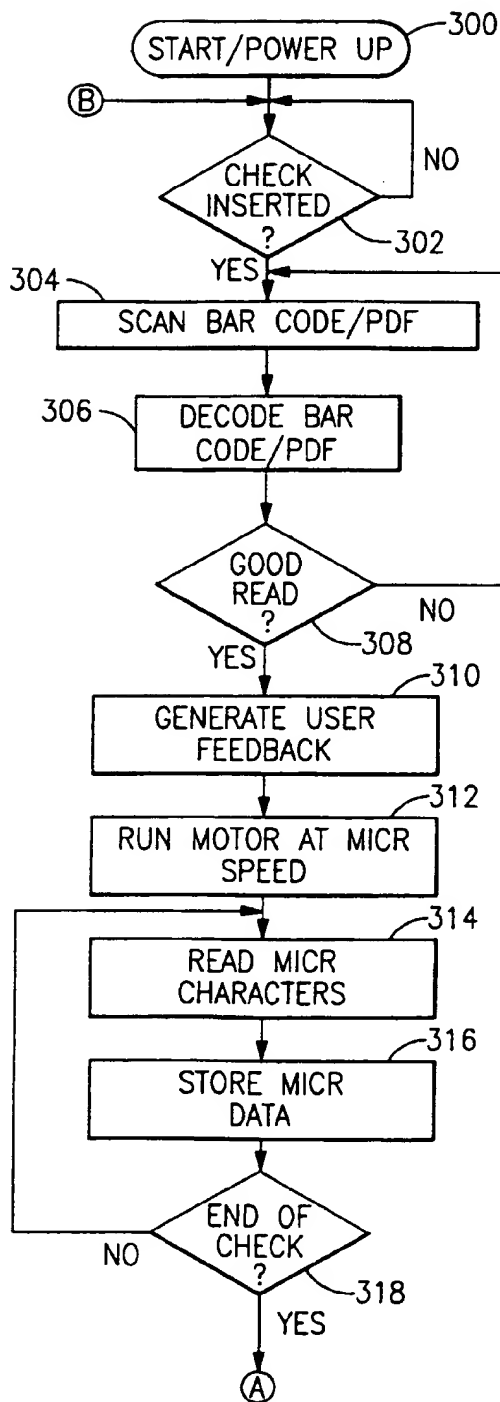 START/POWER UP
300
B
NO
CHECK
INSERTED
?
302
YES
304
SCAN BAR CODE/PDF
306
DECODE BAR
CODE/PDF
GOOD
READ
?
NO
308
YES
310
GENERATE USER
FEEDBACK
312
RUN MOTOR AT MICR
SPEED
314
READ MICR
CHARACTERS
316
STORE MICR
DATA
END OF
CHECK
?
NO
318
YES
A